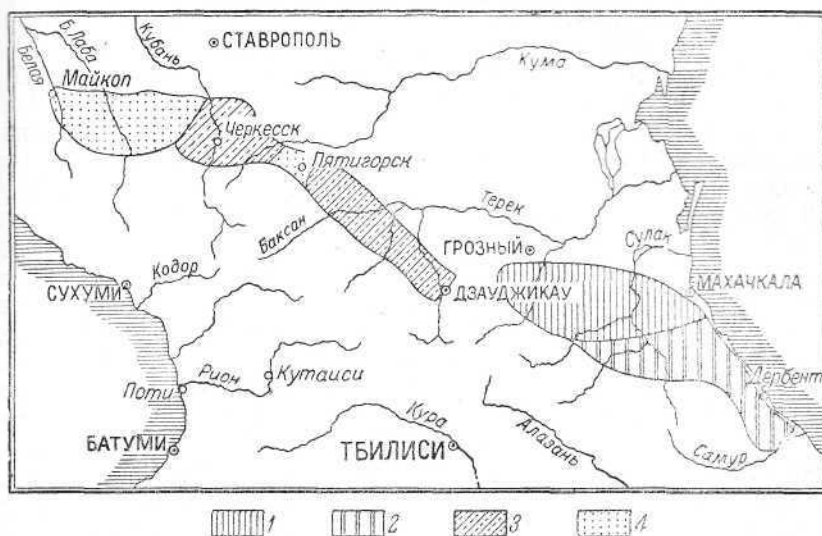 СТАВРОПОЛЬ
Б. Лаба
Кубань
Белая
Майкоп
Кума
Черкесск
Пятигорск
Баксан
Терек
ГРОЗНЫЙ
Сулак
Кодор
СУХУМИ
ДЗАУДЖИКАУ
МАХАЧКАЛА
Рион
Кутаиси
Поти
Дербент
Кура
Алазань
БАТУМИ
ТБИЛИСИ
Самур
1 2 3 4